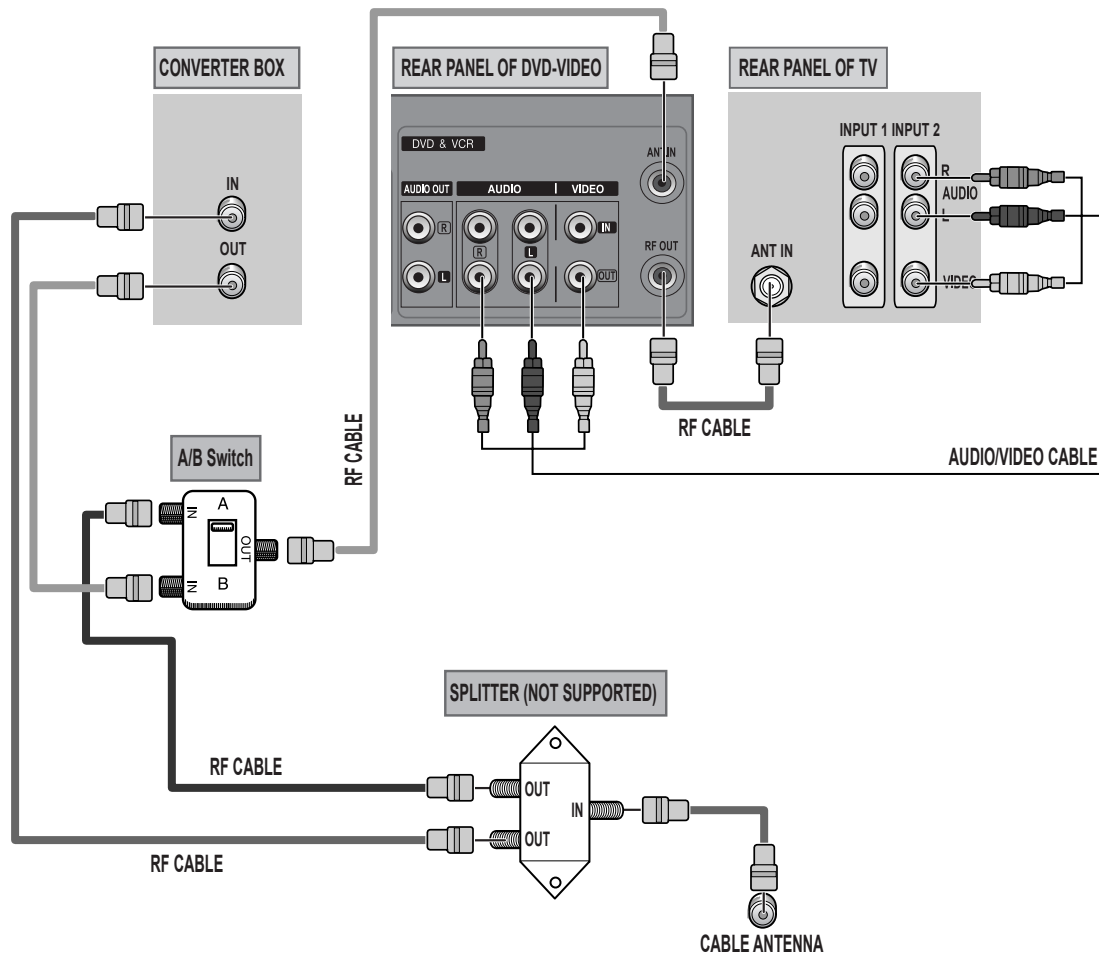 CONVERTER BOX
IN
OUT
REAR PANEL OF DVD-VIDEO
DVD & VCR
ANT.IN
AUDIO OUT
AUDIO
VIDEO
R
IN
R
L
RF OUT
L
OUT
REAR PANEL OF TV
INPUT 1 INPUT 2
R
AUDIO
L
ANT IN
VIDEO
RF CABLE
AUDIO/VIDEO CABLE
RF CABLE
A/B Switch
A
IN
OUT
IN
B
SPLITTER (NOT SUPPORTED)
RF CABLE
OUT
IN
OUT
RF CABLE
CABLE ANTENNA